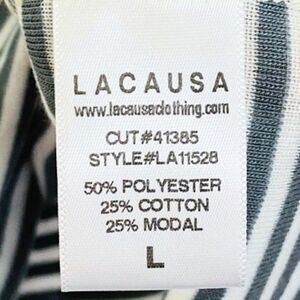 LACAUSA
www.lacausaclothing.com
CUT#41385
STYLE#LA11528
50% POLYESTER
25% COTTON
25% MODAL
L